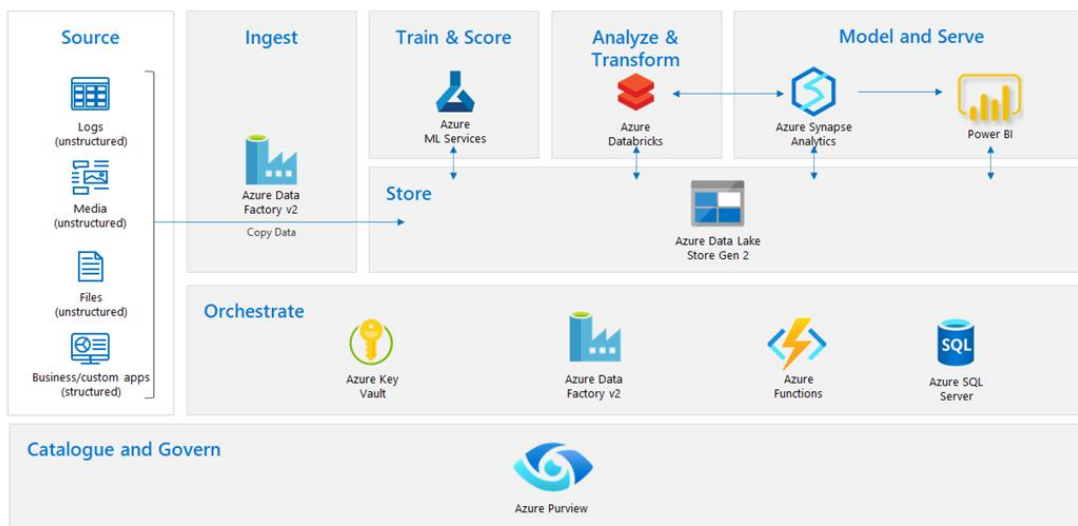 Source
Logs
(unstructured)
Media
(unstructured)
Files
(unstructured)
Business/custom apps
(structured)
Ingest
Azure Data
Factory v2
Copy Data
Train & Score
Azure
ML Services
Analyze &
Transform
Azure
Databricks
Model and Serve
Azure Synapse
Analytics
Power BI
Store
Azure Data Lake
Store Gen 2
Orchestrate
Azure Key
Vault
Azure Data
Factory v2
Azure
Functions
SQL
Azure SQL
Server
Catalogue and Govern
Azure Purview